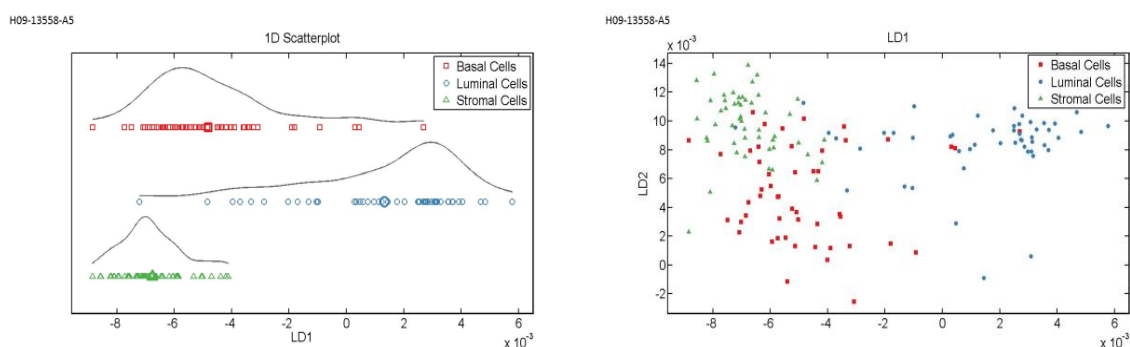 H09-13558-A5
1D Scatterplot
Basal Cells
Luminal Cells
Stromal Cells
-8 -6 -4 -2 0 2 4 6
LD1
x 10⁻³
H09-13558-A5
x 10⁻³
LD1
14
12
10
8
6
4
2
0
-2
LD2
Basal Cells
Luminal Cells
Stromal Cells
-8 -6 -4 -2 0 2 4 6
x 10⁻³